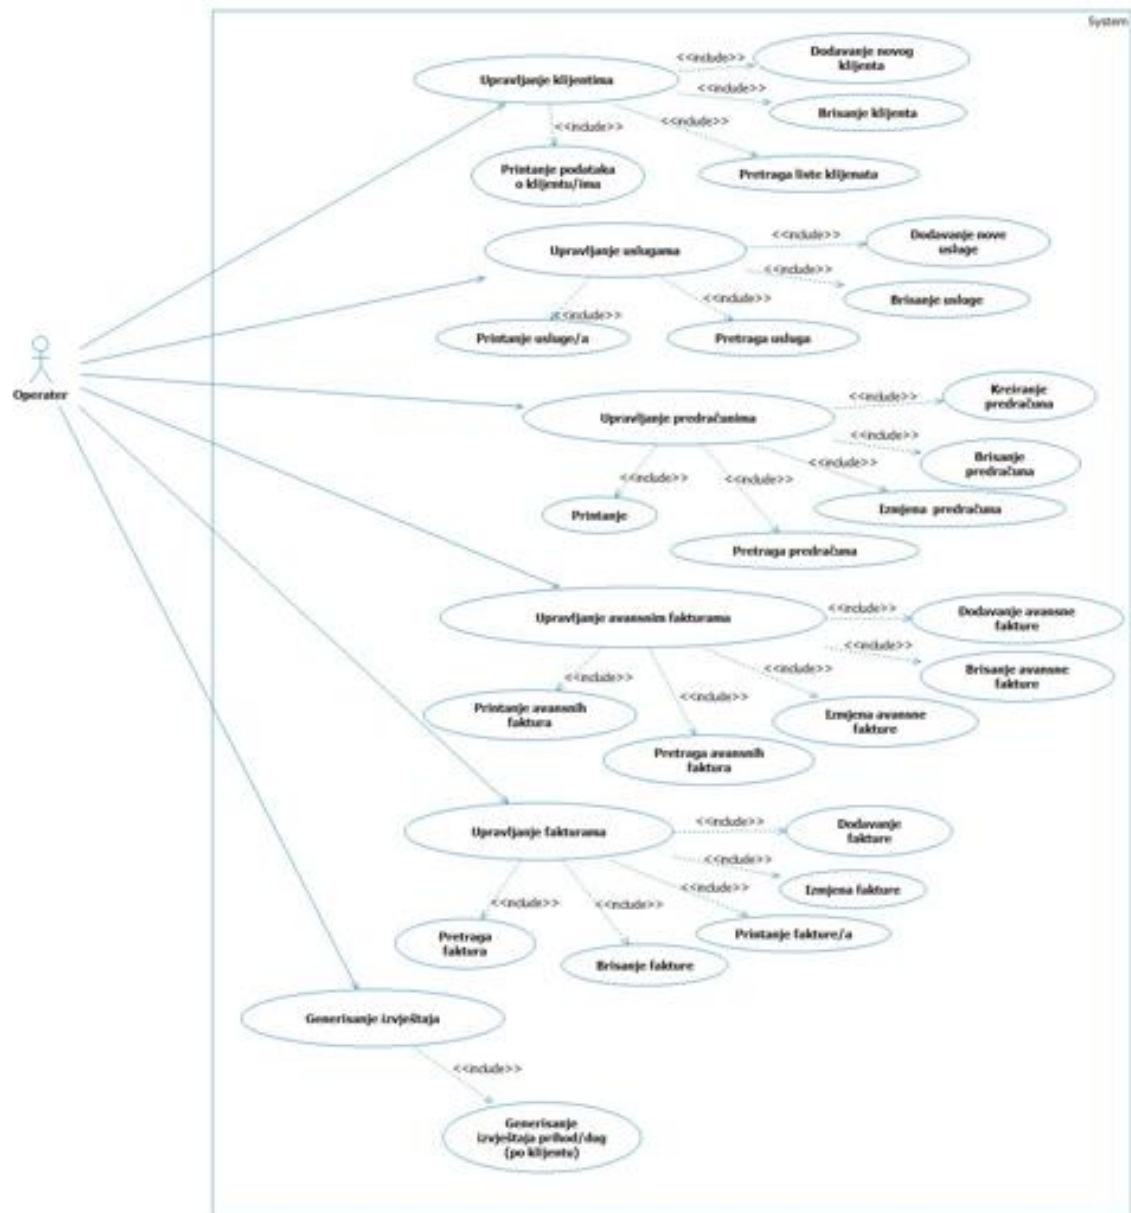 System
<<include>>
Dodavanje novog
klijenta
Upravljanje klijentima
<<include>>
Brisanje klijenta
<<include>>
<<include>>
Printanje podataka
o klijentu/ima
Pretraga liste klijenata
<<include>>
Dodavanje nove
usluge
Upravljanje uslugama
<<include>>
Brisanje usluge
<<include>>
<<include>>
Printanje usluge/a
Pretraga usluga
Operater
<<include>>
Kreiranje
predračuna
Upravljanje predračunima
<<include>>
Brisanje
predračuna
<<include>>
<<include>>
<<include>>
Printanje
Izmjena predračuna
Pretraga predračuna
<<include>>
Dodavanje avansne
fakture
Upravljanje avansnim fakturama
<<include>>
Brisanje avansne
fakture
<<include>>
<<include>>
<<include>>
Printanje avansnih
faktura
Izmjena avansne
fakture
Pretraga avansnih
faktura
<<include>>
Dodavanje
fakture
Upravljanje fakturama
<<include>>
Izmjena fakture
<<include>>
<<include>>
<<include>>
Pretraga
faktura
Printanje fakture/a
Brisanje fakture
Generisanje izvještaja
<<include>>
Generisanje
izvještaja prihod/dug
(po klijentu)